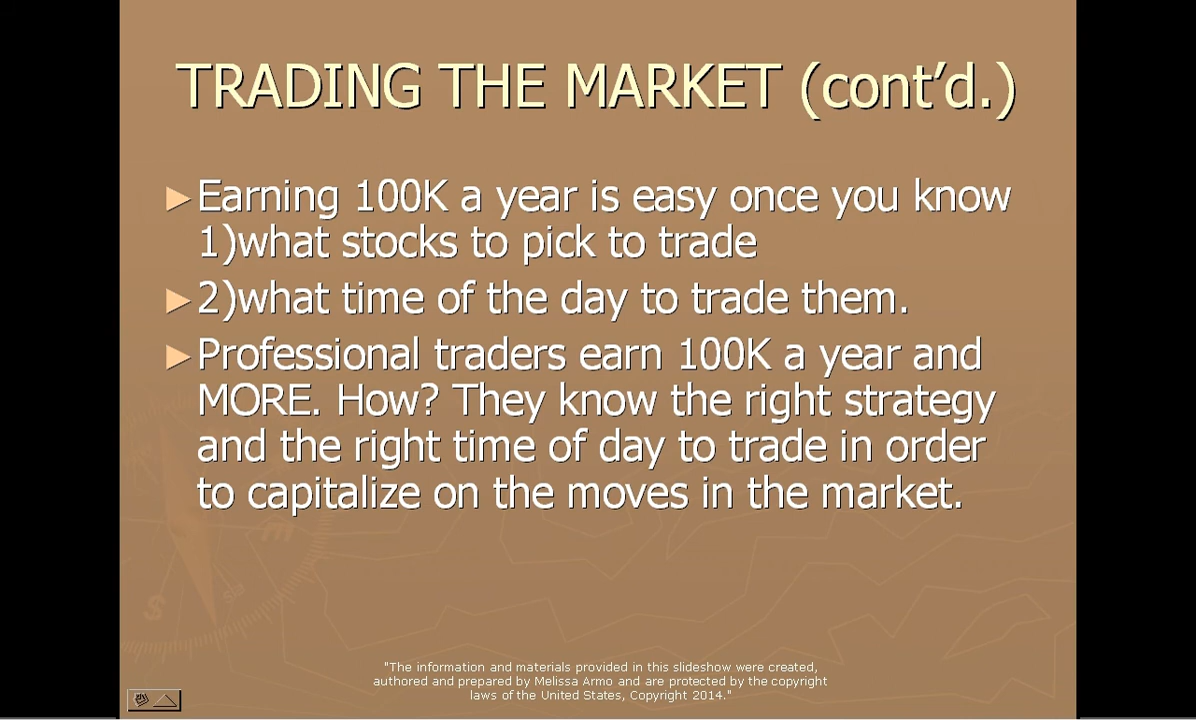 TRADING THE MARKET (cont’d.)
►Earning 100K a year is easy once you know
1)what stocks to pick to trade
►2)what time of the day to trade them.
►Professional traders earn 100K a year and
MORE. How? They know the right strategy
and the right time of day to trade in order
to capitalize on the moves in the market.
"The information and materials provided in this slideshow were created,
authored and prepared by Melissa Armo and are protected by the copyright
laws of the United States, Copyright 2014."